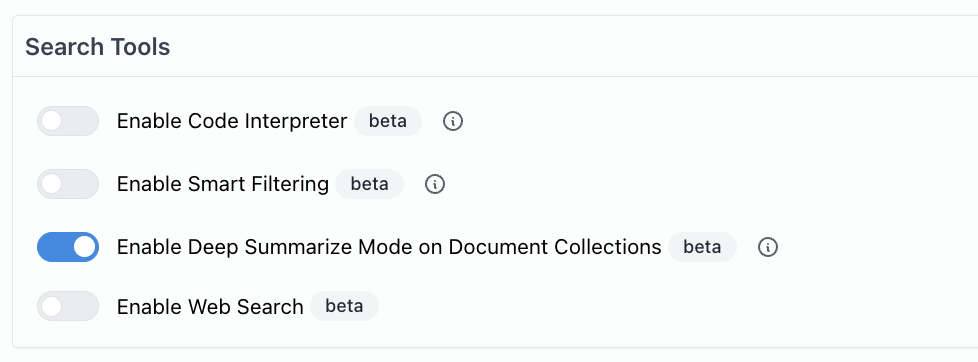 Search Tools
Enable Code Interpreter beta
Enable Smart Filtering beta
Enable Deep Summarize Mode on Document Collections beta
Enable Web Search beta